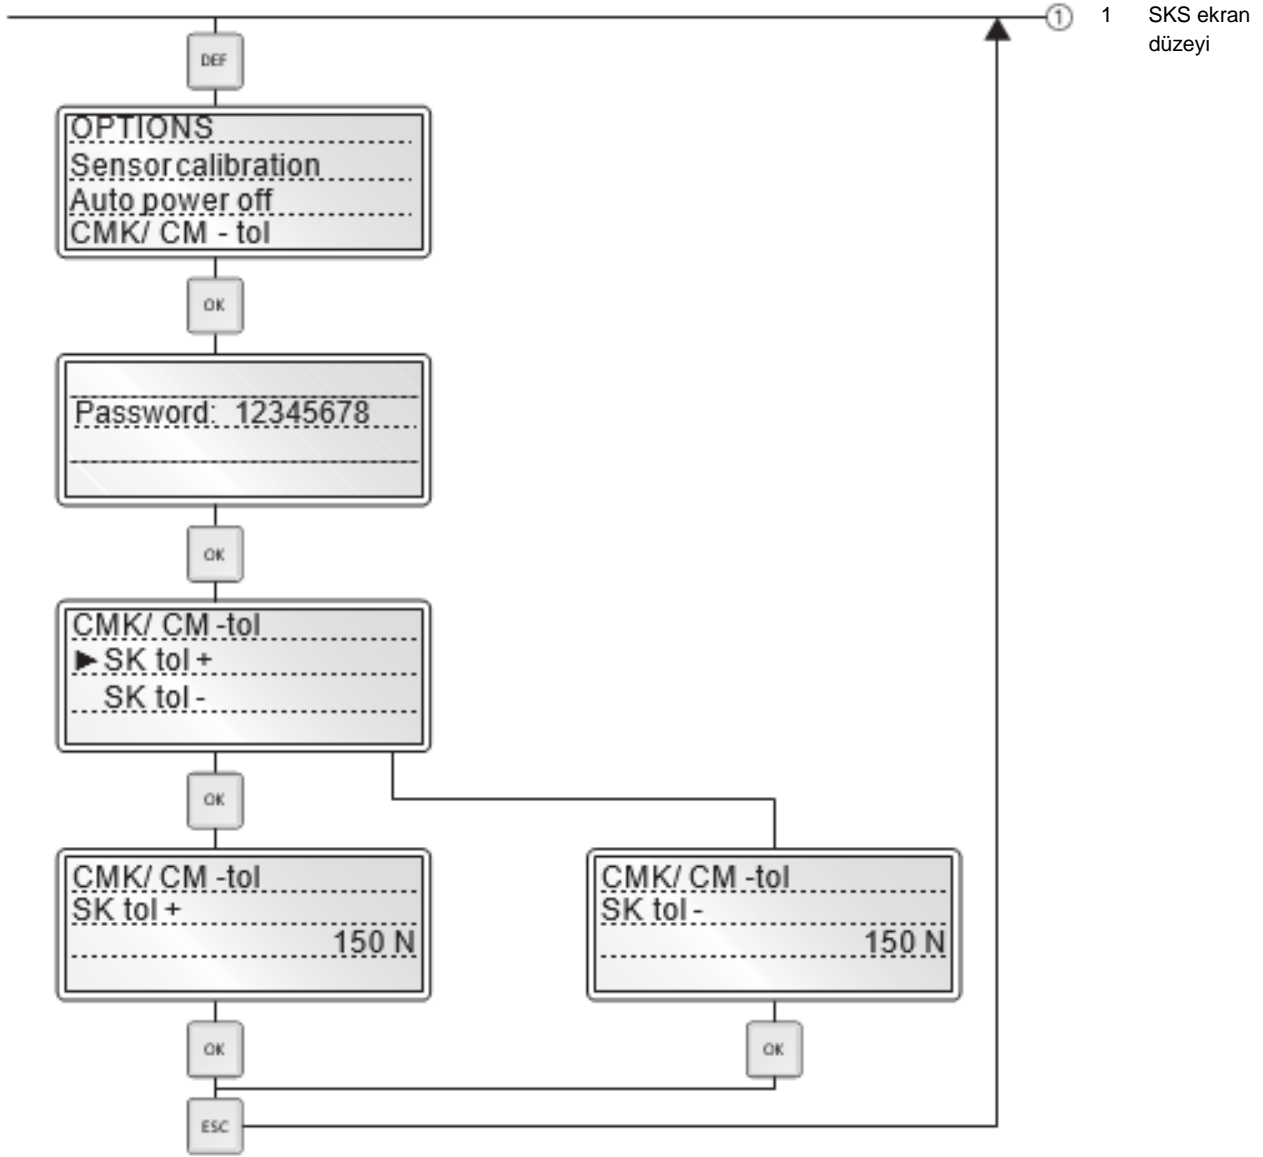 ① 1 SKS ekran
düzeyi
DEF
OPTIONS
Sensor calibration
Auto power off
CMK/ CM - tol
OK
Password: 12345678
OK
CMK/ CM -tol
▶ SK tol +
SK tol -
OK
CMK/ CM -tol
SK tol +
150 N
CMK/ CM -tol
SK tol -
150 N
OK
OK
ESC